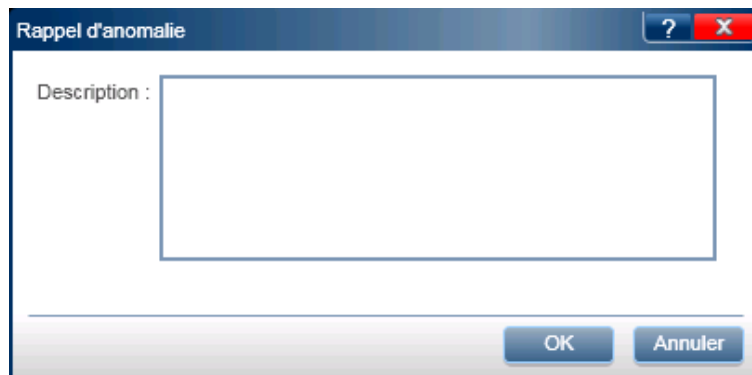 Rappel d'anomalie
?
X
Description :
OK
Annuler